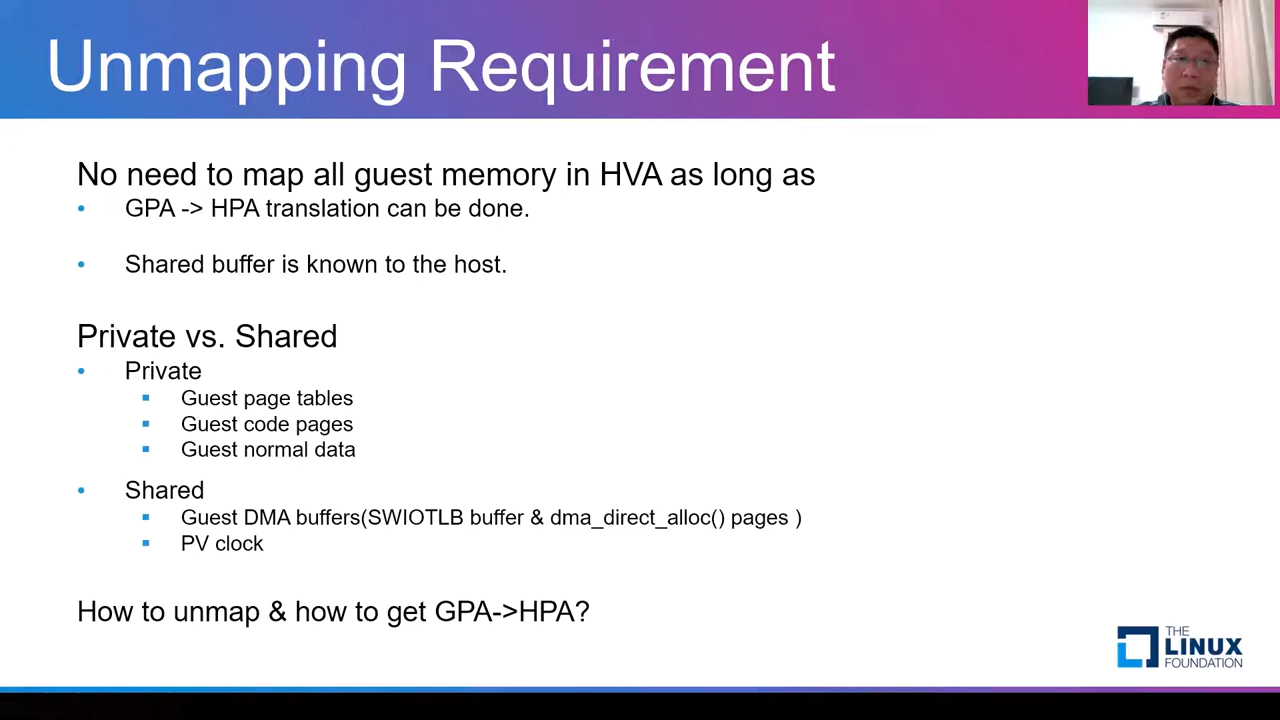 Unmapping Requirement
No need to map all guest memory in HVA as long as
• GPA -> HPA translation can be done.
• Shared buffer is known to the host.
Private vs. Shared
• Private
▪ Guest page tables
▪ Guest code pages
▪ Guest normal data
• Shared
▪ Guest DMA buffers(SWIOTLB buffer & dma_direct_alloc() pages )
▪ PV clock
How to unmap & how to get GPA->HPA?
THE
LINUX
FOUNDATION